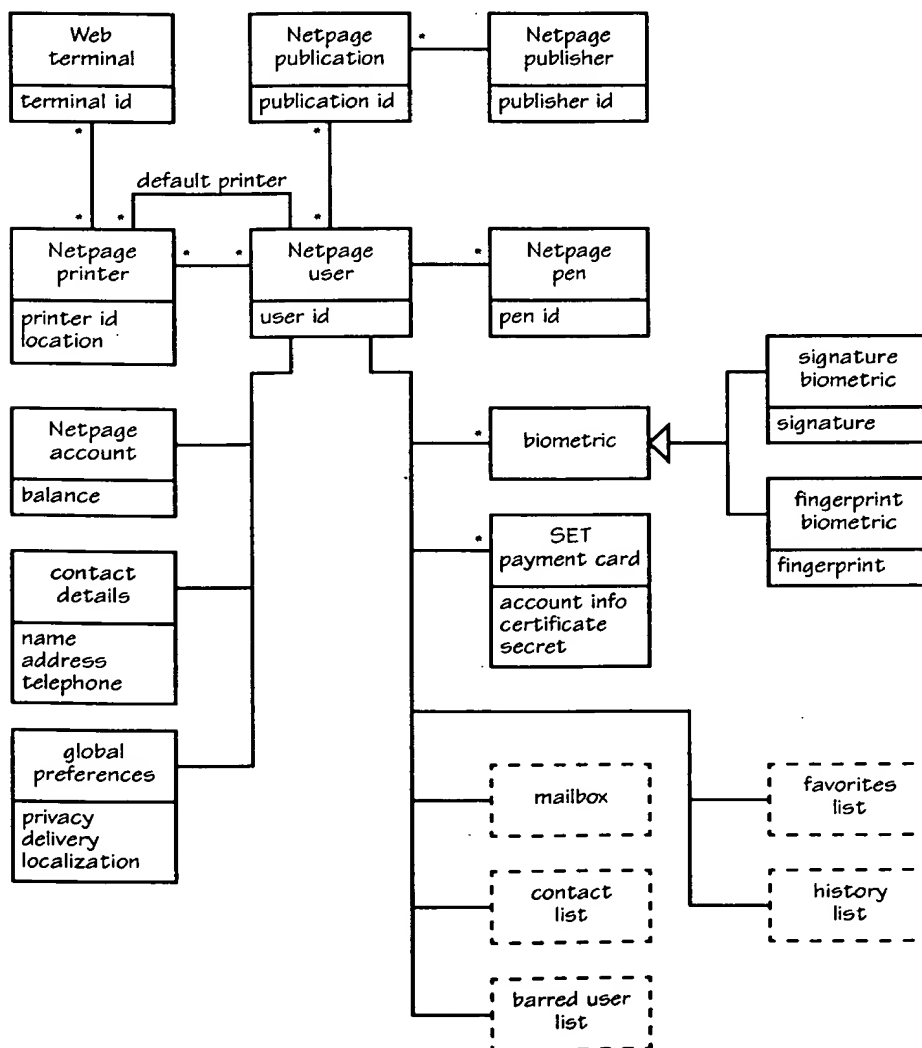 Web
terminal
terminal id
Netpage
publication
publication id
*
Netpage
publisher
publisher id
*
*
default printer
*
*
*
Netpage
printer
printer id
location
*
*
Netpage
user
user id
*
Netpage
pen
pen id
signature
biometric
signature
Netpage
account
balance
*
biometric
fingerprint
biometric
fingerprint
*
SET
payment card
account info
certificate
secret
contact
details
name
address
telephone
global
preferences
privacy
delivery
localization
mailbox
favorites
list
contact
list
history
list
barred user
list